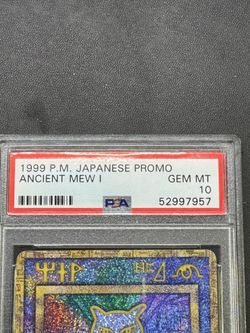 1999 P.M. JAPANESE PROMO
ANCIENT MEW I GEM MT
10
PSA 52997957